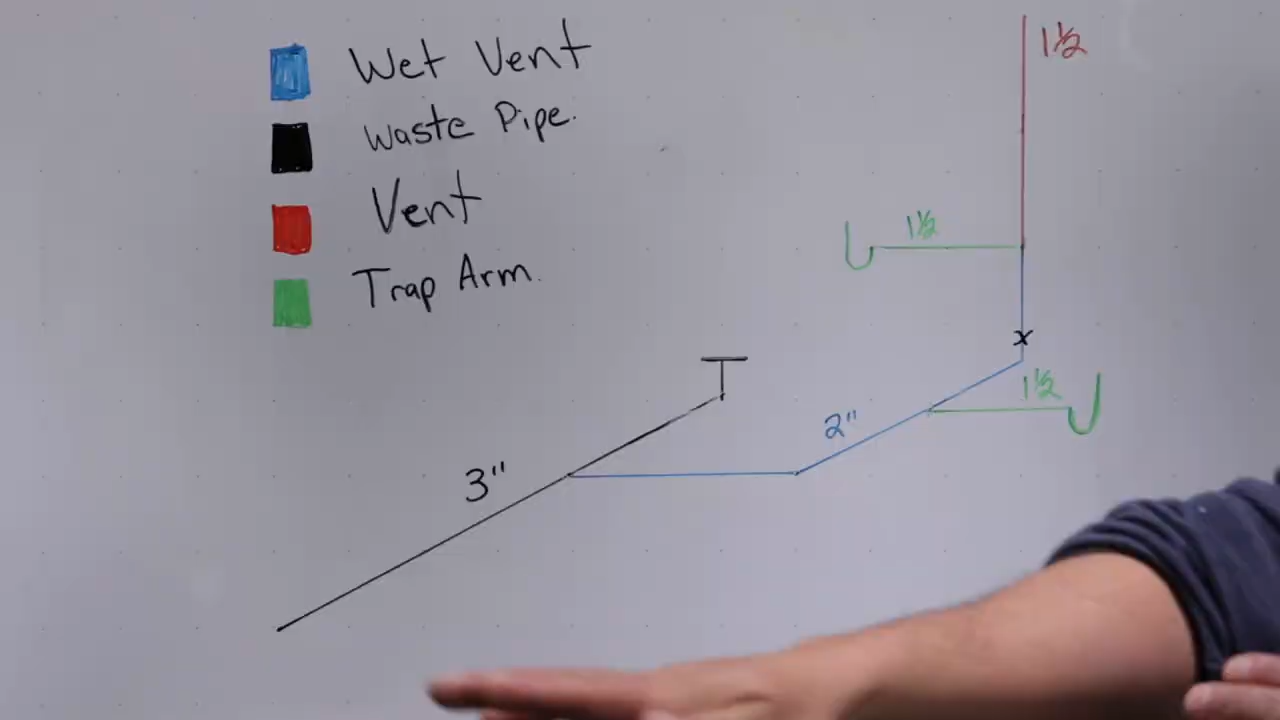 Wet Vent
Waste Pipe.
Vent
Trap Arm.
1½
1½
x
1½
2"
3"